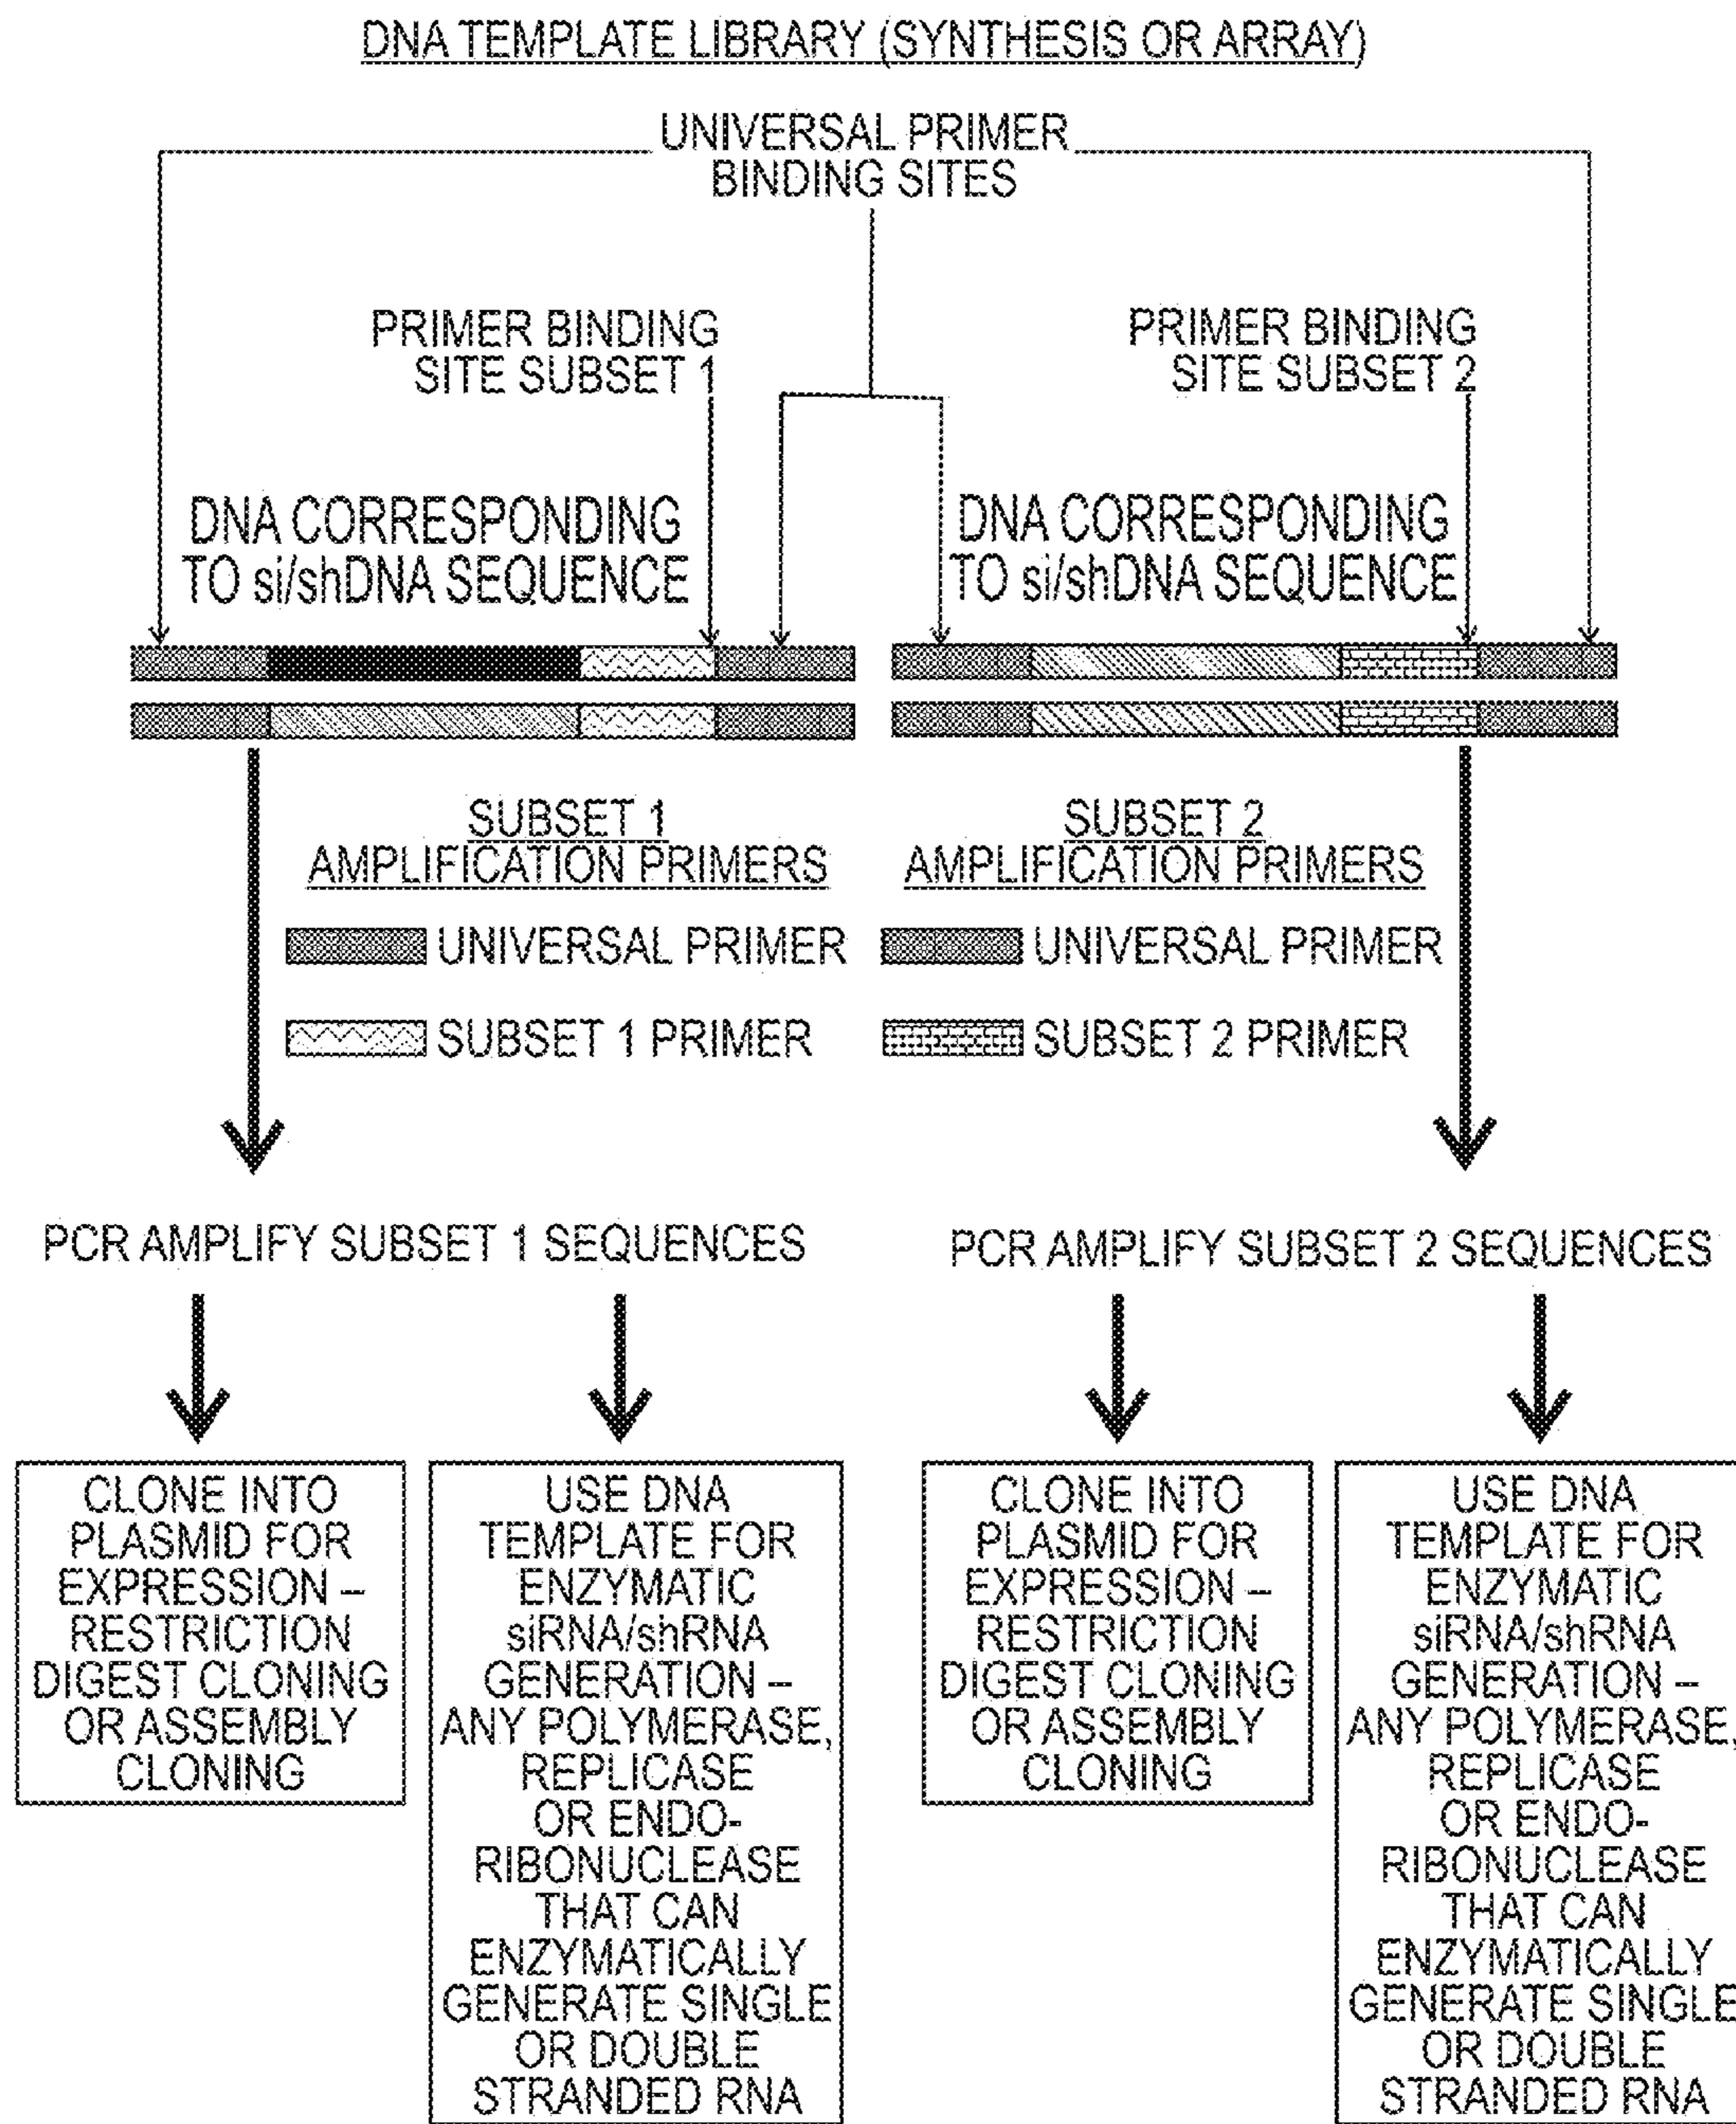 DNA TEMPLATE LIBRARY (SYNTHESIS OR ARRAY)
UNIVERSAL PRIMER
BINDING SITES
PRIMER BINDING
SITE SUBSET 1
PRIMER BINDING
SITE SUBSET 2
DNA CORRESPONDING
TO si/shDNA SEQUENCE
DNA CORRESPONDING
TO si/shDNA SEQUENCE
SUBSET 1
AMPLIFICATION PRIMERS
UNIVERSAL PRIMER
SUBSET 1 PRIMER
SUBSET 2
AMPLIFICATION PRIMERS
UNIVERSAL PRIMER
SUBSET 2 PRIMER
PCR AMPLIFY SUBSET 1 SEQUENCES
PCR AMPLIFY SUBSET 2 SEQUENCES
CLONE INTO
PLASMID FOR
EXPRESSION –
RESTRICTION
DIGEST CLONING
OR ASSEMBLY
CLONING
USE DNA
TEMPLATE FOR
ENZYMATIC
siRNA/shRNA
GENERATION –
ANY POLYMERASE,
REPLICASE
OR ENDO-
RIBONUCLEASE
THAT CAN
ENZYMATICALLY
GENERATE SINGLE
OR DOUBLE
STRANDED RNA
CLONE INTO
PLASMID FOR
EXPRESSION –
RESTRICTION
DIGEST CLONING
OR ASSEMBLY
CLONING
USE DNA
TEMPLATE FOR
ENZYMATIC
siRNA/shRNA
GENERATION –
ANY POLYMERASE,
REPLICASE
OR ENDO-
RIBONUCLEASE
THAT CAN
ENZYMATICALLY
GENERATE SINGLE
OR DOUBLE
STRANDED RNA